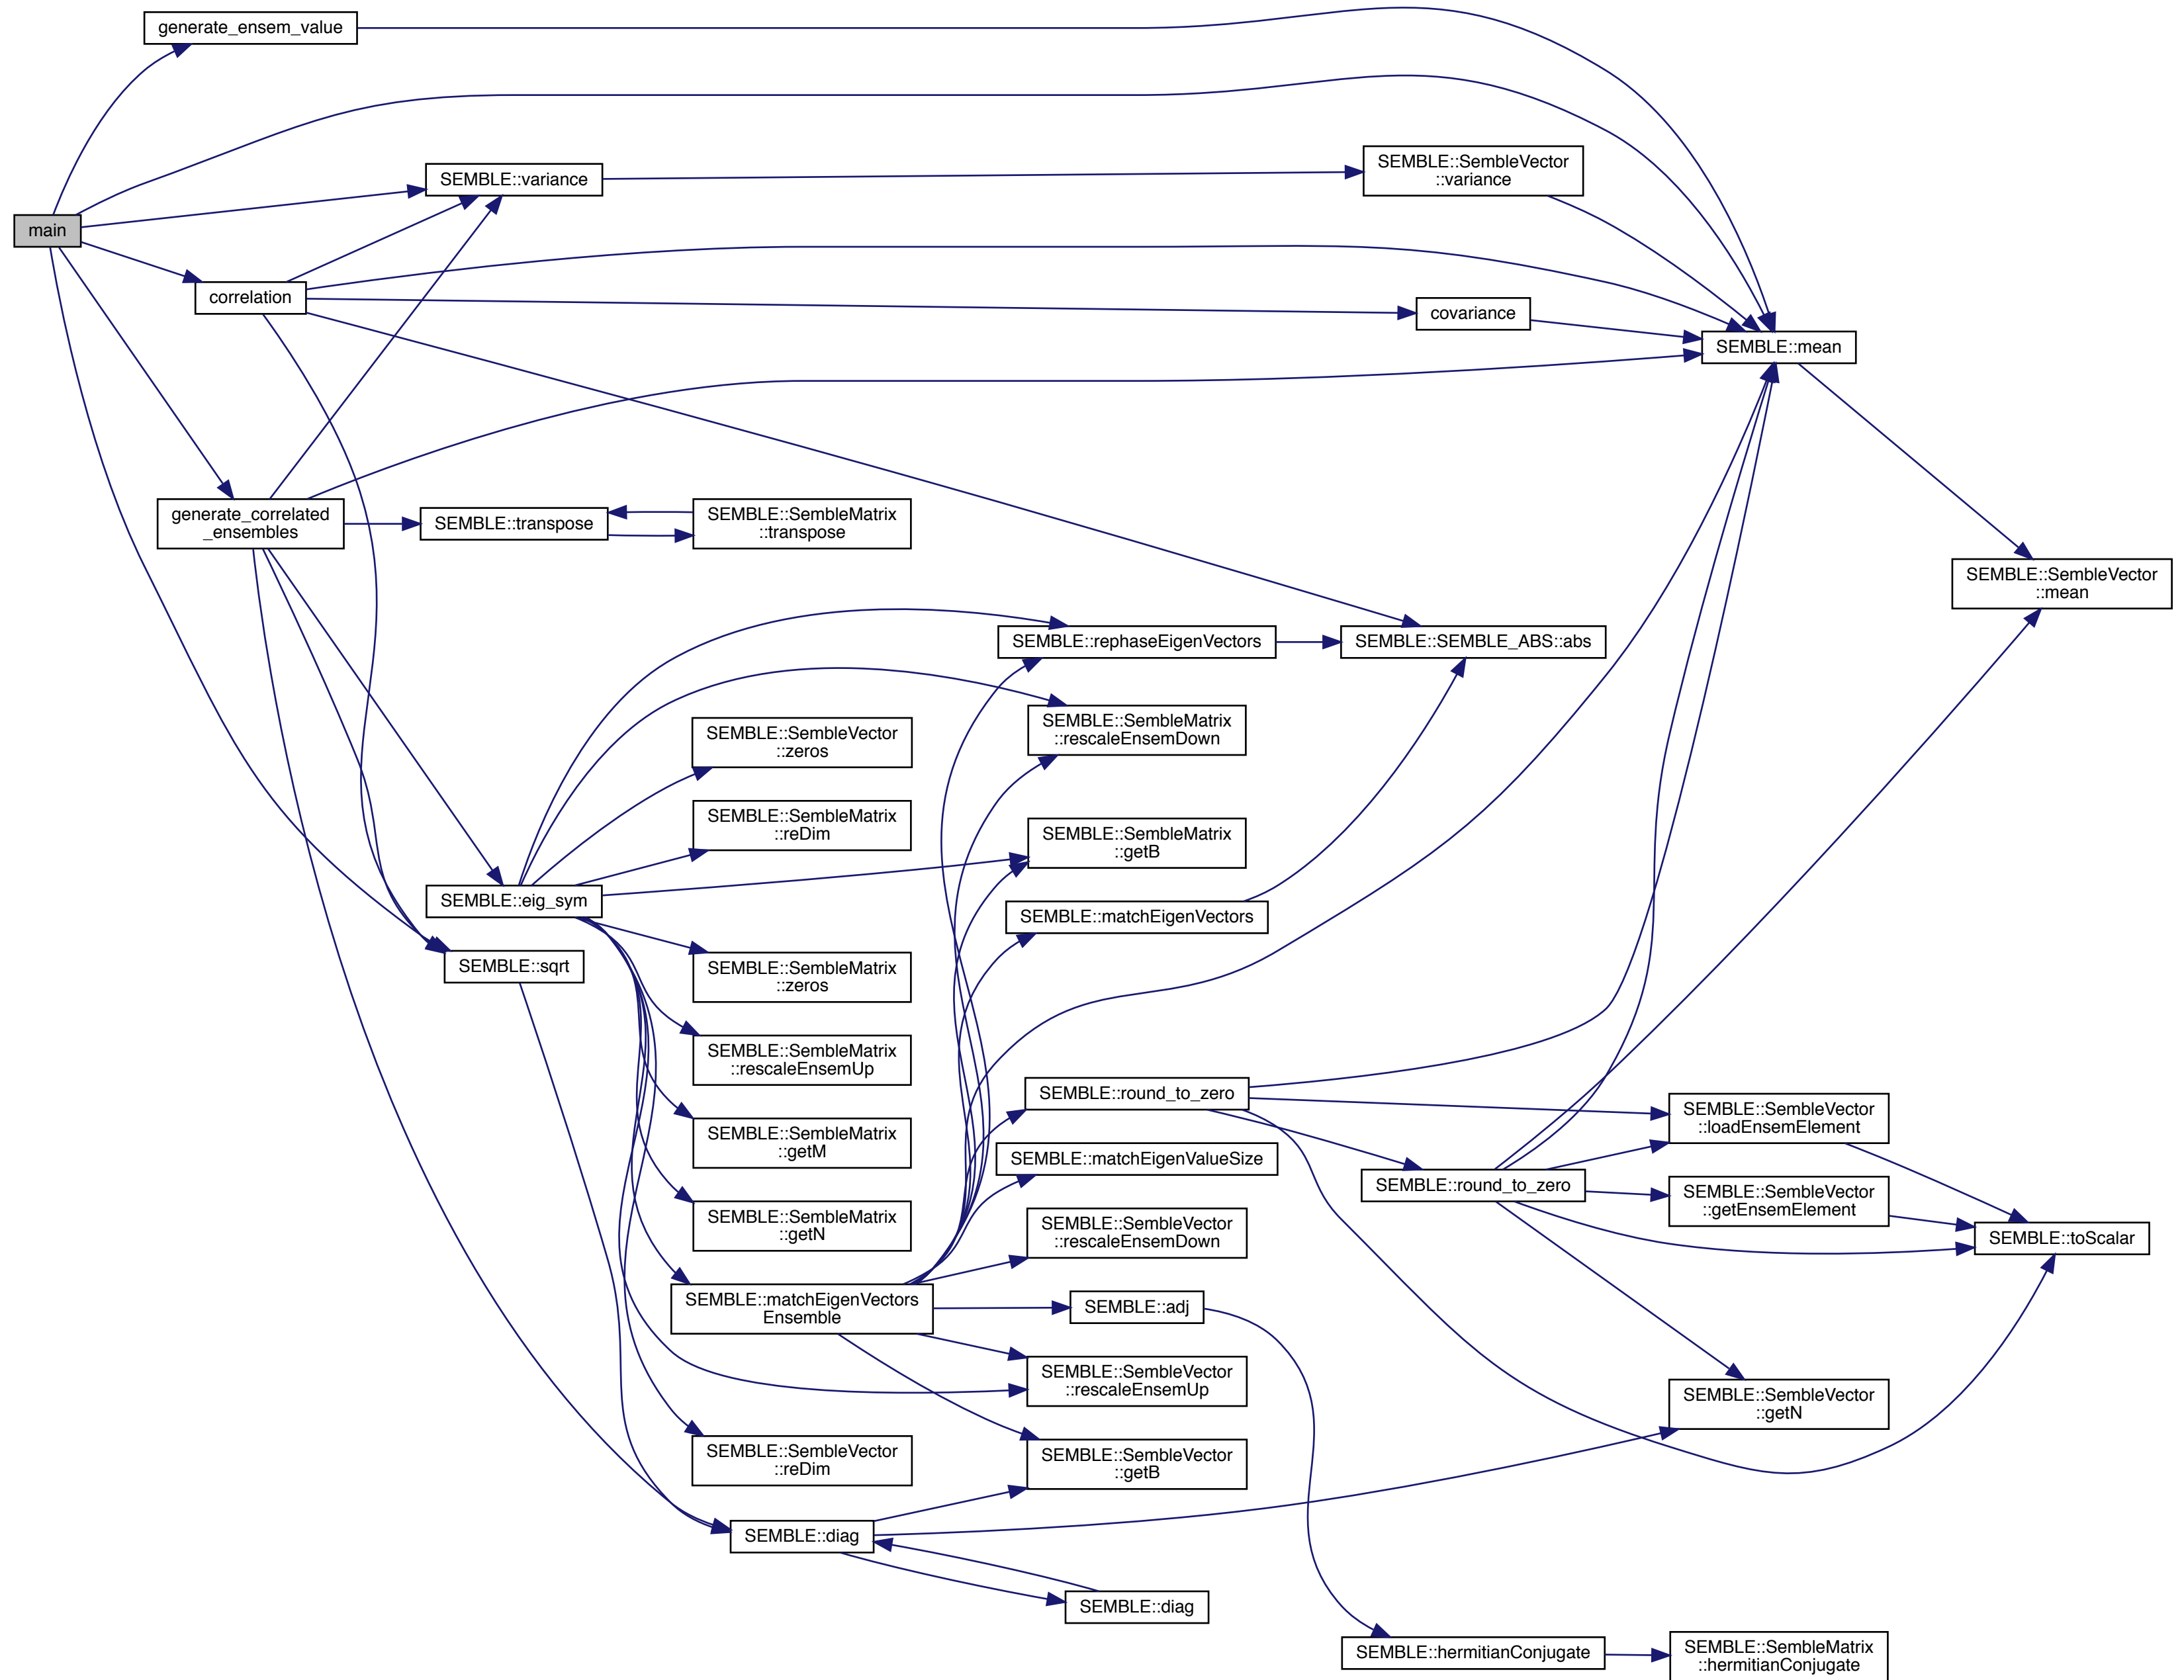 generate_ensem_value
SEMBLE::variance
SEMBLE::SembleVector
::variance
main
correlation
covariance
SEMBLE::mean
generate_correlated
_ensembles
SEMBLE::transpose
SEMBLE::SembleMatrix
::transpose
SEMBLE::SembleVector
::mean
SEMBLE::rephaseEigenVectors
SEMBLE::SEMBLE_ABS::abs
SEMBLE::SembleMatrix
::rescaleEnsemDown
SEMBLE::SembleVector
::zeros
SEMBLE::SembleMatrix
::reDim
SEMBLE::SembleMatrix
::getB
SEMBLE::eig_sym
SEMBLE::matchEigenVectors
SEMBLE::sqrt
SEMBLE::SembleMatrix
::zeros
SEMBLE::SembleMatrix
::rescaleEnsemUp
SEMBLE::round_to_zero
SEMBLE::SembleVector
::loadEnsemElement
SEMBLE::SembleMatrix
::getM
SEMBLE::matchEigenValueSize
SEMBLE::round_to_zero
SEMBLE::SembleVector
::getEnsemElement
SEMBLE::SembleMatrix
::getN
SEMBLE::SembleVector
::rescaleEnsemDown
SEMBLE::toScalar
SEMBLE::matchEigenVectors
Ensemble
SEMBLE::adj
SEMBLE::SembleVector
::rescaleEnsemUp
SEMBLE::SembleVector
::getN
SEMBLE::SembleVector
::reDim
SEMBLE::SembleVector
::getB
SEMBLE::diag
SEMBLE::diag
SEMBLE::hermitianConjugate
SEMBLE::SembleMatrix
::hermitianConjugate